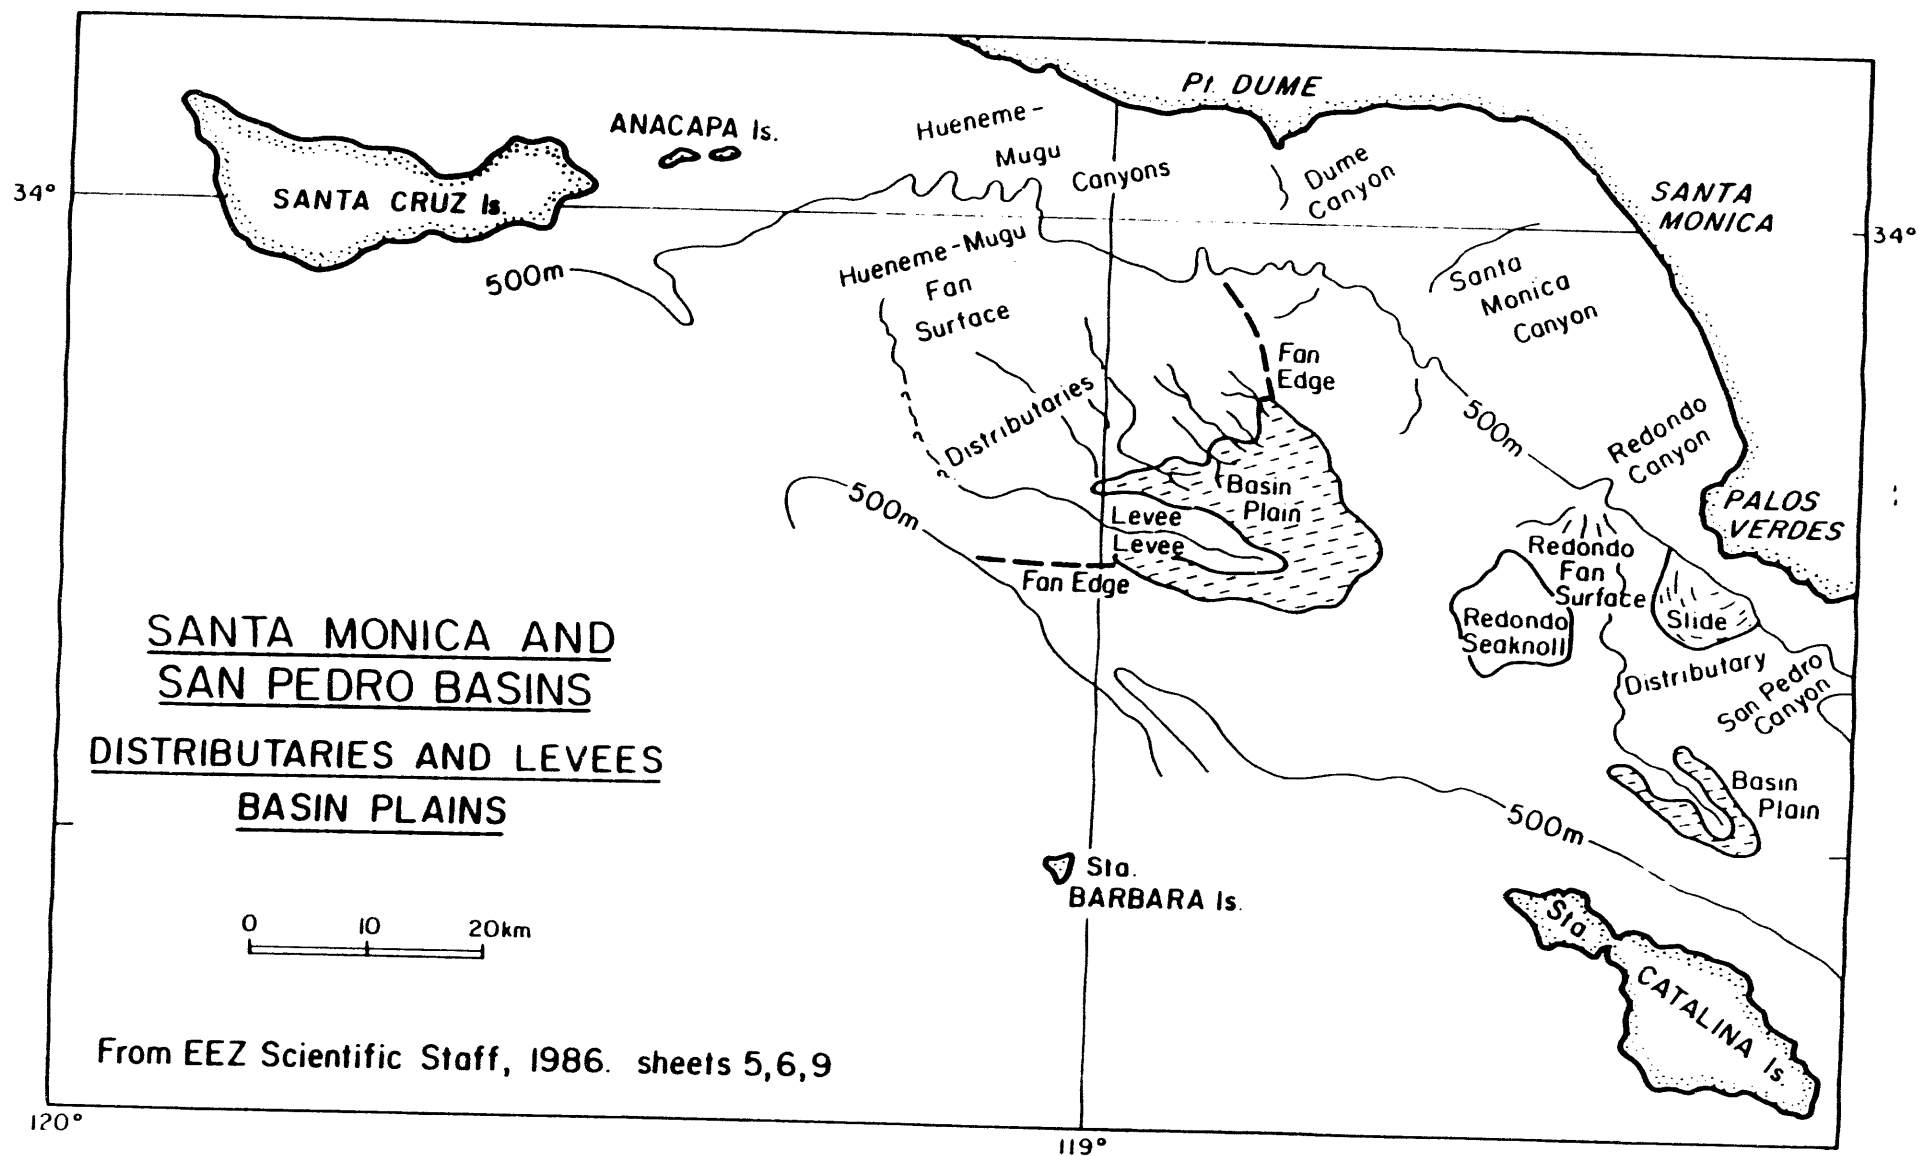 Pt. DUME
Hueneme-
Mugu
Canyons
ANACAPA Is.
Dume
Canyon
34°
SANTA CRUZ Is.
SANTA
MONICA
34°
Hueneme-Mugu
Fan
Surface
500m
Santa
Monica
Canyon
Fan
Edge
Distributaries
500m
Redondo
Canyon
500m
Basin
Plain
Levee
Levee
PALOS
VERDES
Redondo
Fan
Surface
Fan Edge
Redondo
Seaknoll
Slide
SANTA MONICA AND
SAN PEDRO BASINS
Distributary
San Pedro
Canyon
DISTRIBUTARIES AND LEVEES
BASIN PLAINS
Basin
Plain
500m
Sta.
BARBARA Is.
Sta.
CATALINA Is.
0 10 20km
From EEZ Scientific Staff, 1986. sheets 5,6,9
120°
119°